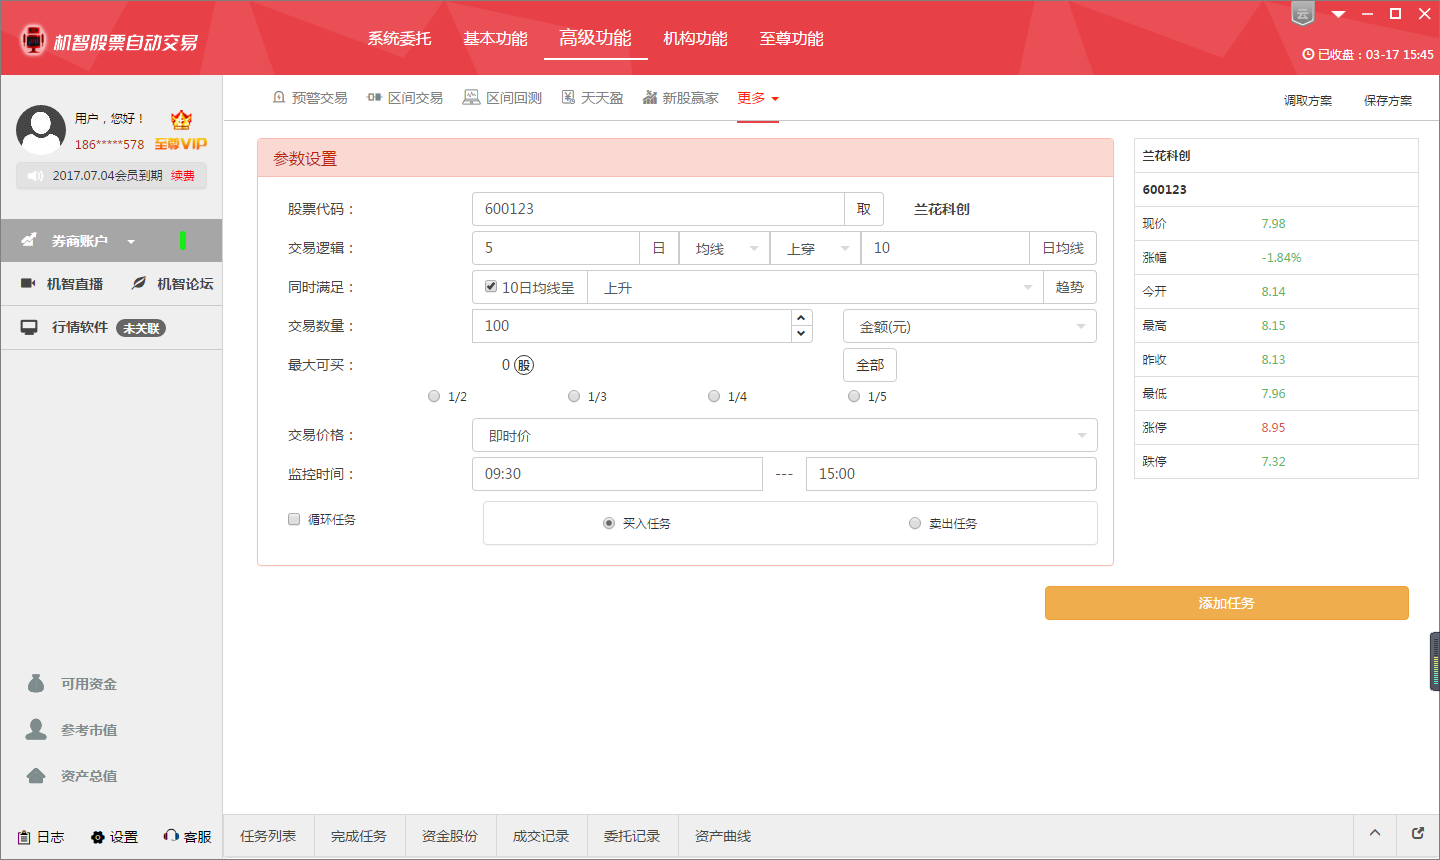 云
机智股票自动交易
系统委托 基本功能 高级功能 机构功能 至尊功能
已收盘：03-17 15:45
用户，您好！
186*****578 至尊VIP
2017.07.04会员到期 续费
券商账户
机智直播 机智论坛
行情软件 未关联
可用资金
参考市值
资产总值
日志 设置 客服
预警交易 区间交易 区间回测 天天盈 新股赢家 更多
调取方案 保存方案
参数设置
股票代码： 600123 取 兰花科创
交易逻辑： 5 日 均线 上穿 10 日均线
同时满足： 10日均线呈 上升 趋势
交易数量： 100 金额(元)
最大可买： 0 股 全部
1/2 1/3 1/4 1/5
交易价格： 即时价
监控时间： 09:30 --- 15:00
循环任务 买入任务 卖出任务
兰花科创
600123
现价 7.98
涨幅 -1.84%
今开 8.14
最高 8.15
昨收 8.13
最低 7.96
涨停 8.95
跌停 7.32
添加任务
任务列表 完成任务 资金股份 成交记录 委托记录 资产曲线